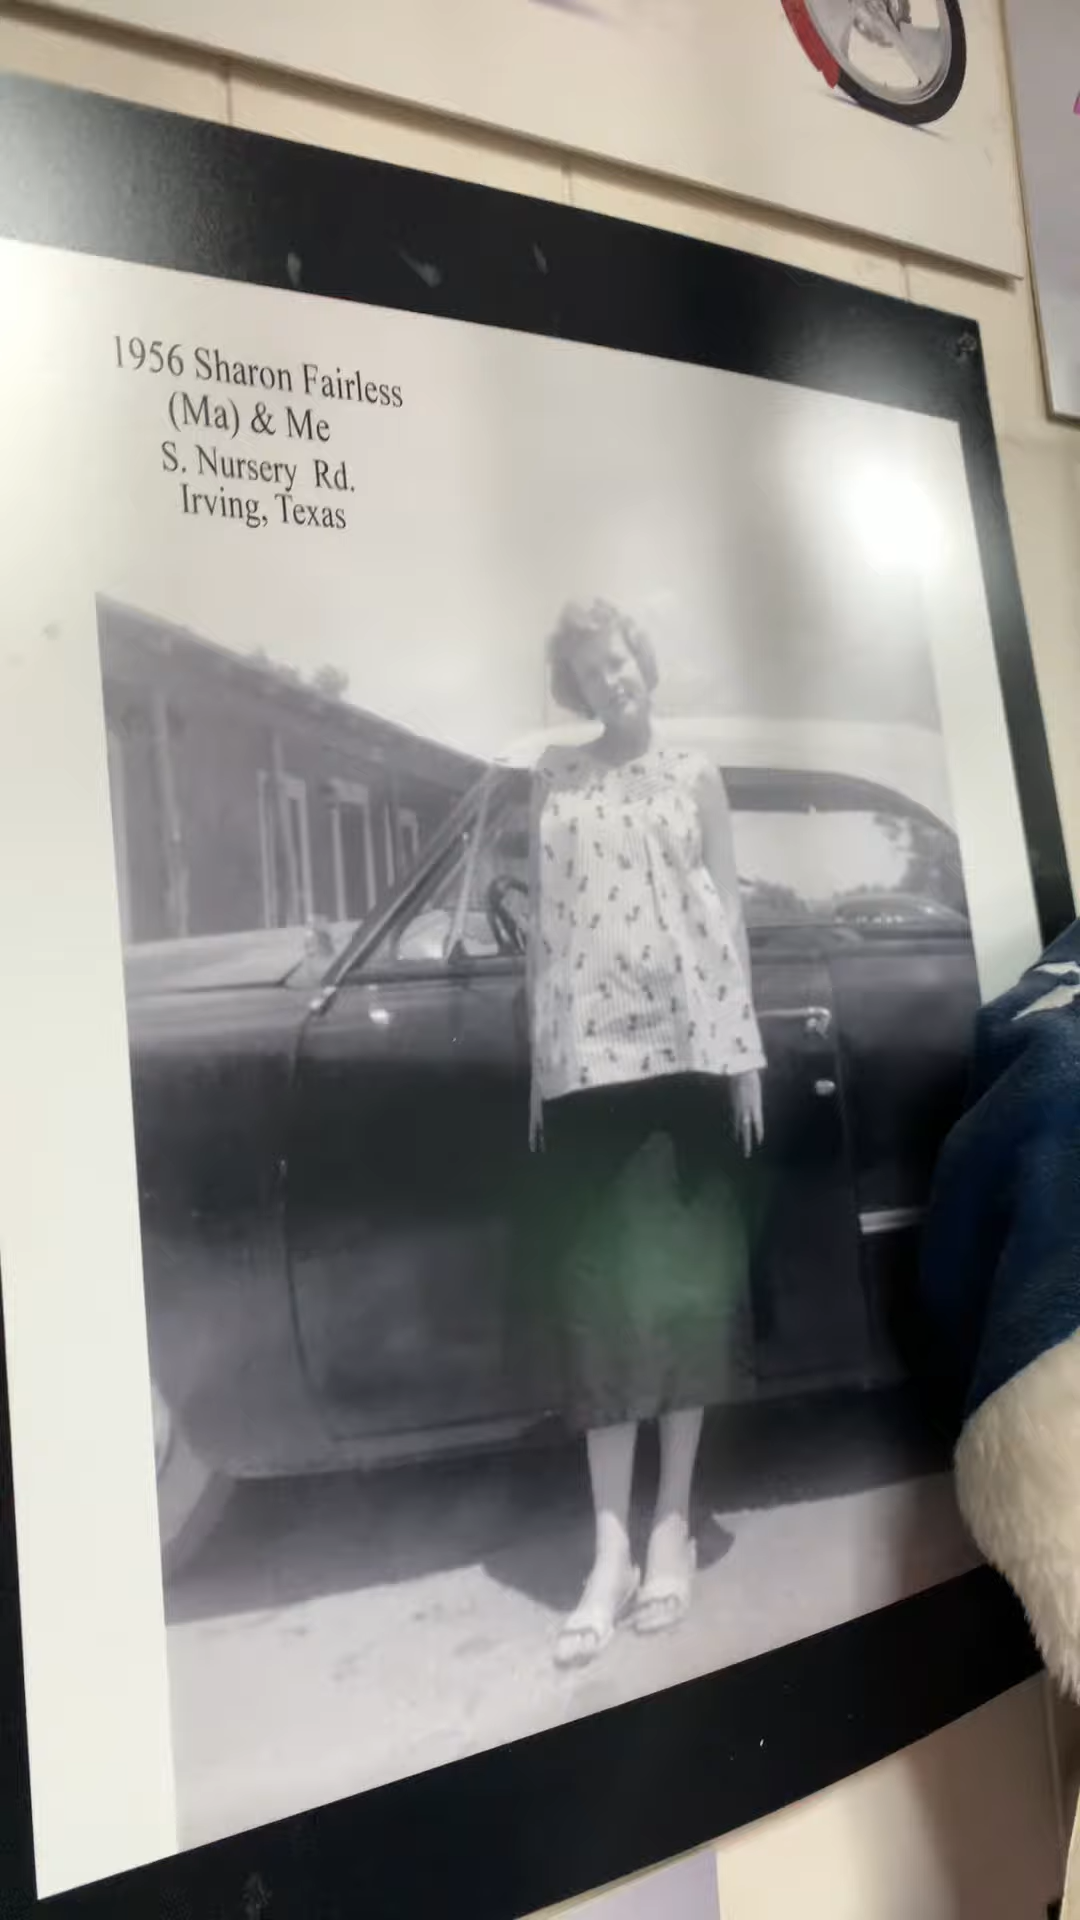 1956 Sharon Fairless
(Ma) & Me
S. Nursery Rd.
Irving, Texas